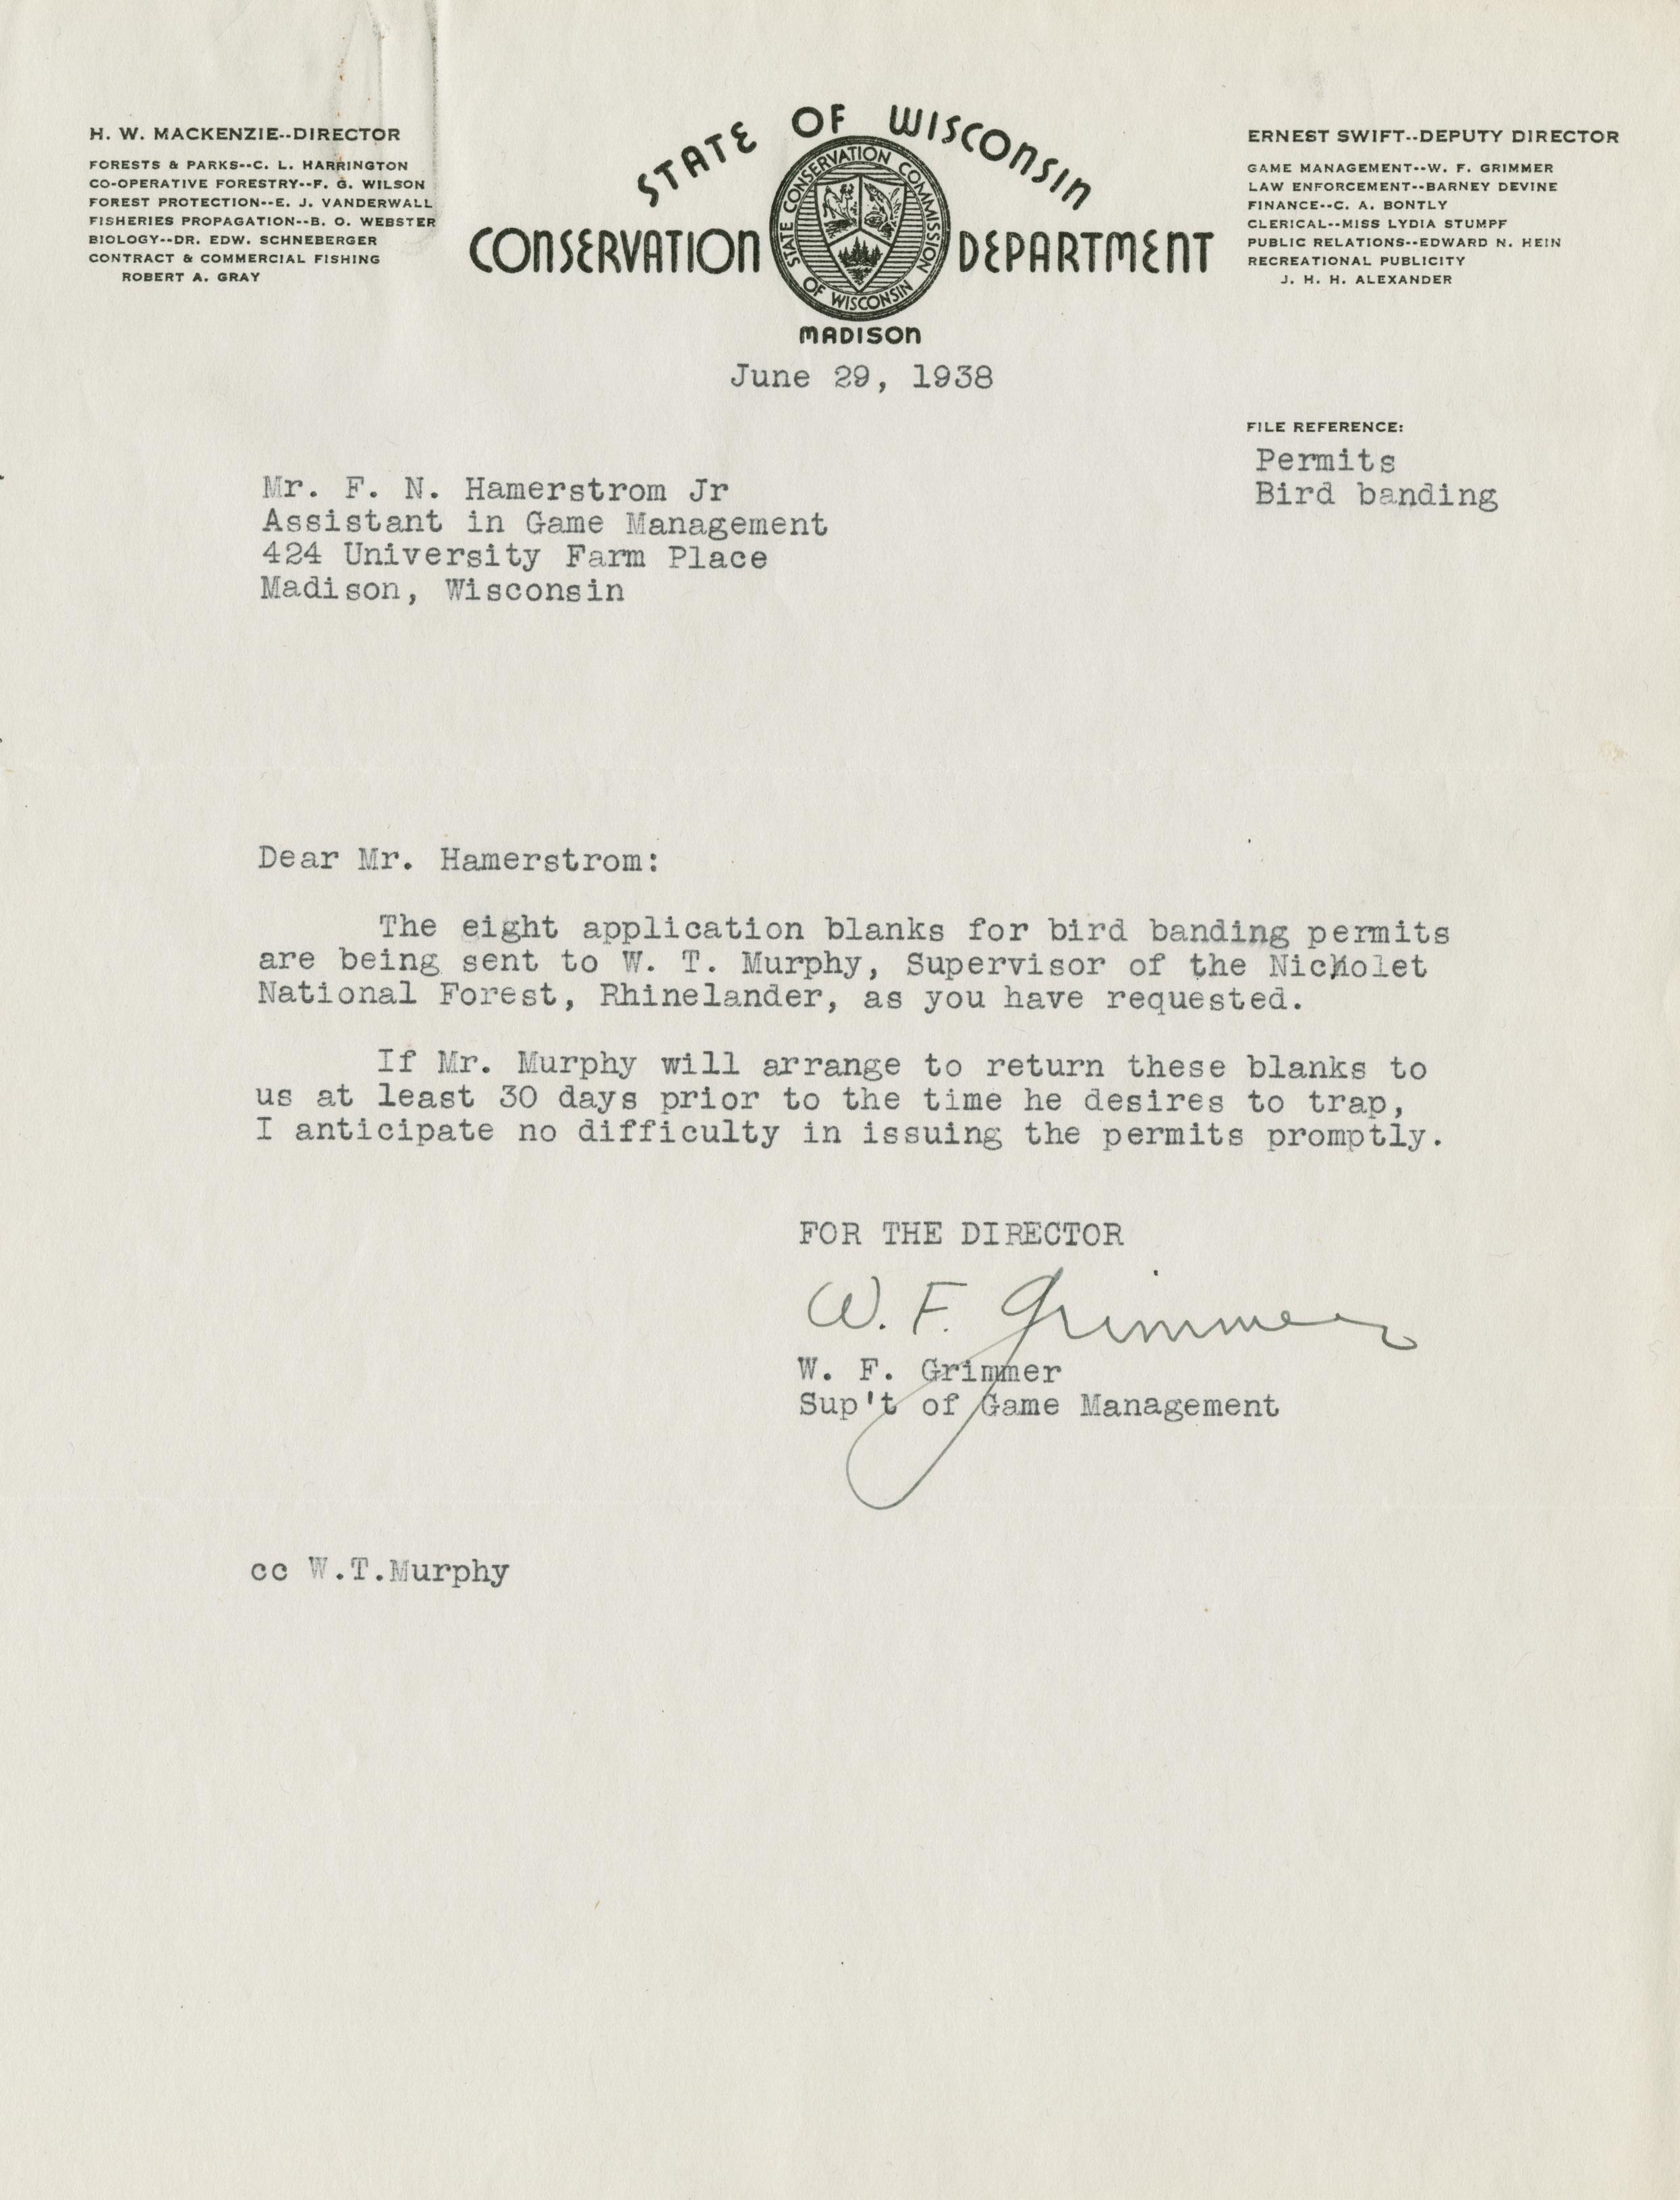 H. W. MACKENZIE--DIRECTOR
FORESTS & PARKS--C. L. HARRINGTON
CO-OPERATIVE FORESTRY--F. G. WILSON
FOREST PROTECTION--E. J. VANDERWALL
FISHERIES PROPAGATION--B. O. WEBSTER
BIOLOGY--DR. EDW. SCHNEBERGER
CONTRACT & COMMERCIAL FISHING
ROBERT A. GRAY
STATE OF WISCONSIN
CONSERVATION DEPARTMENT
STATE CONSERVATION COMMISSION
OF WISCONSIN
MADISON
ERNEST SWIFT--DEPUTY DIRECTOR
GAME MANAGEMENT--W. F. GRIMMER
LAW ENFORCEMENT--BARNEY DEVINE
FINANCE--C. A. BONTLY
CLERICAL--MISS LYDIA STUMPF
PUBLIC RELATIONS--EDWARD N. HEIN
RECREATIONAL PUBLICITY
J. H. H. ALEXANDER
June 29, 1938
FILE REFERENCE:
Permits
Bird banding
Mr. F. N. Hamerstrom Jr
Assistant in Game Management
424 University Farm Place
Madison, Wisconsin
Dear Mr. Hamerstrom:
The eight application blanks for bird banding permits
are being sent to W. T. Murphy, Supervisor of the Nicholet
National Forest, Rhinelander, as you have requested.
If Mr. Murphy will arrange to return these blanks to
us at least 30 days prior to the time he desires to trap,
I anticipate no difficulty in issuing the permits promptly.
FOR THE DIRECTOR
W. F. Grimmer
W. F. Grimmer
Sup't of Game Management
cc W.T.Murphy